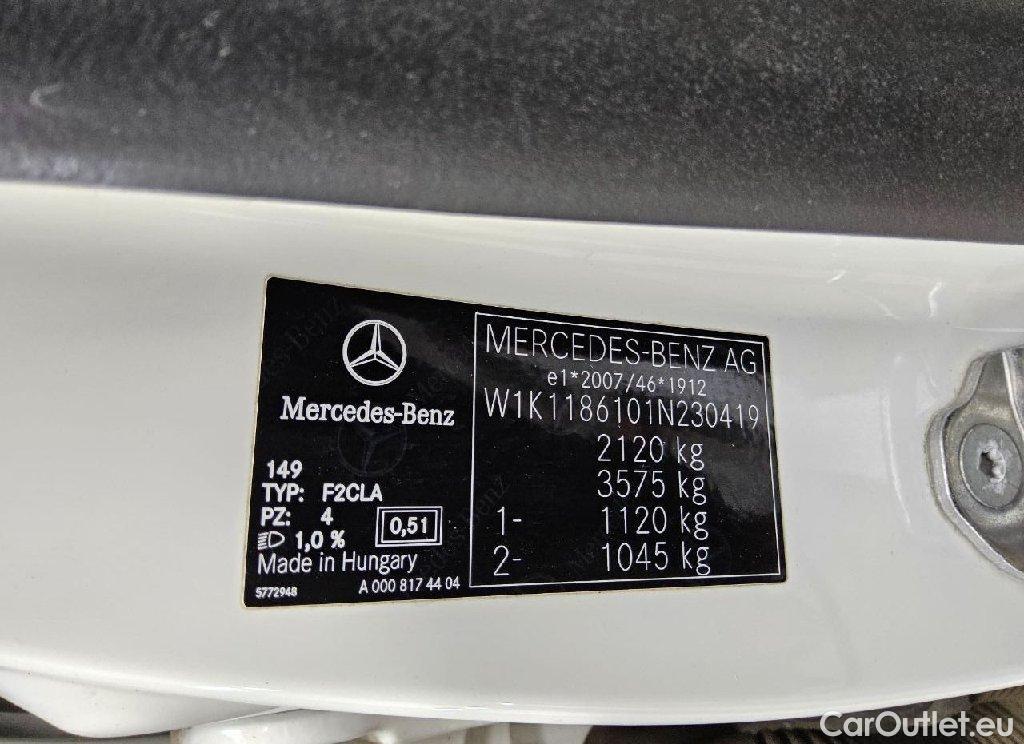 Mercedes-Benz
149
TYP: F2CLA
PZ: 4
0,51
1,0 %
Made in Hungary
5772948 A 000 817 44 04
MERCEDES-BENZ AG
e1*2007/46*1912
W1K1186101N230419
2120 kg
3575 kg
1- 1120 kg
2- 1045 kg
CarOutlet.eu